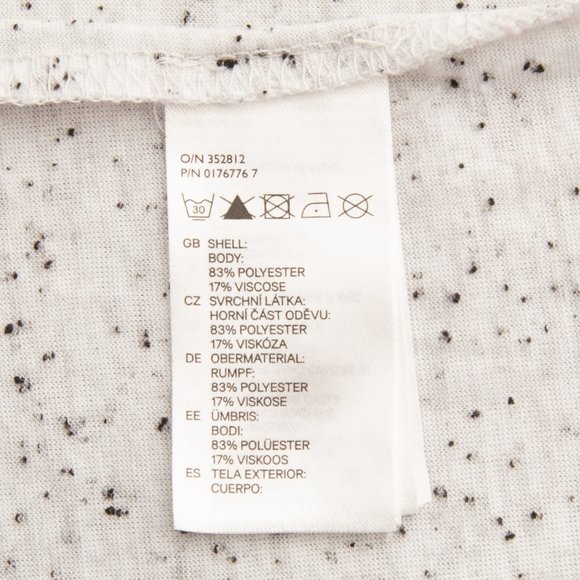 O/N 352812
P/N 0176776 7
30
GB SHELL:
BODY:
83% POLYESTER
17% VISCOSE
CZ SVRCHNÍ LÁTKA:
HORNÍ ČÁST ODĚVU:
83% POLYESTER
17% VISKÓZA
DE OBERMATERIAL:
RUMPF:
83% POLYESTER
17% VISKOSE
EE ÜMBRIS:
BODI:
83% POLÜESTER
17% VISKOOS
ES TELA EXTERIOR:
CUERPO: